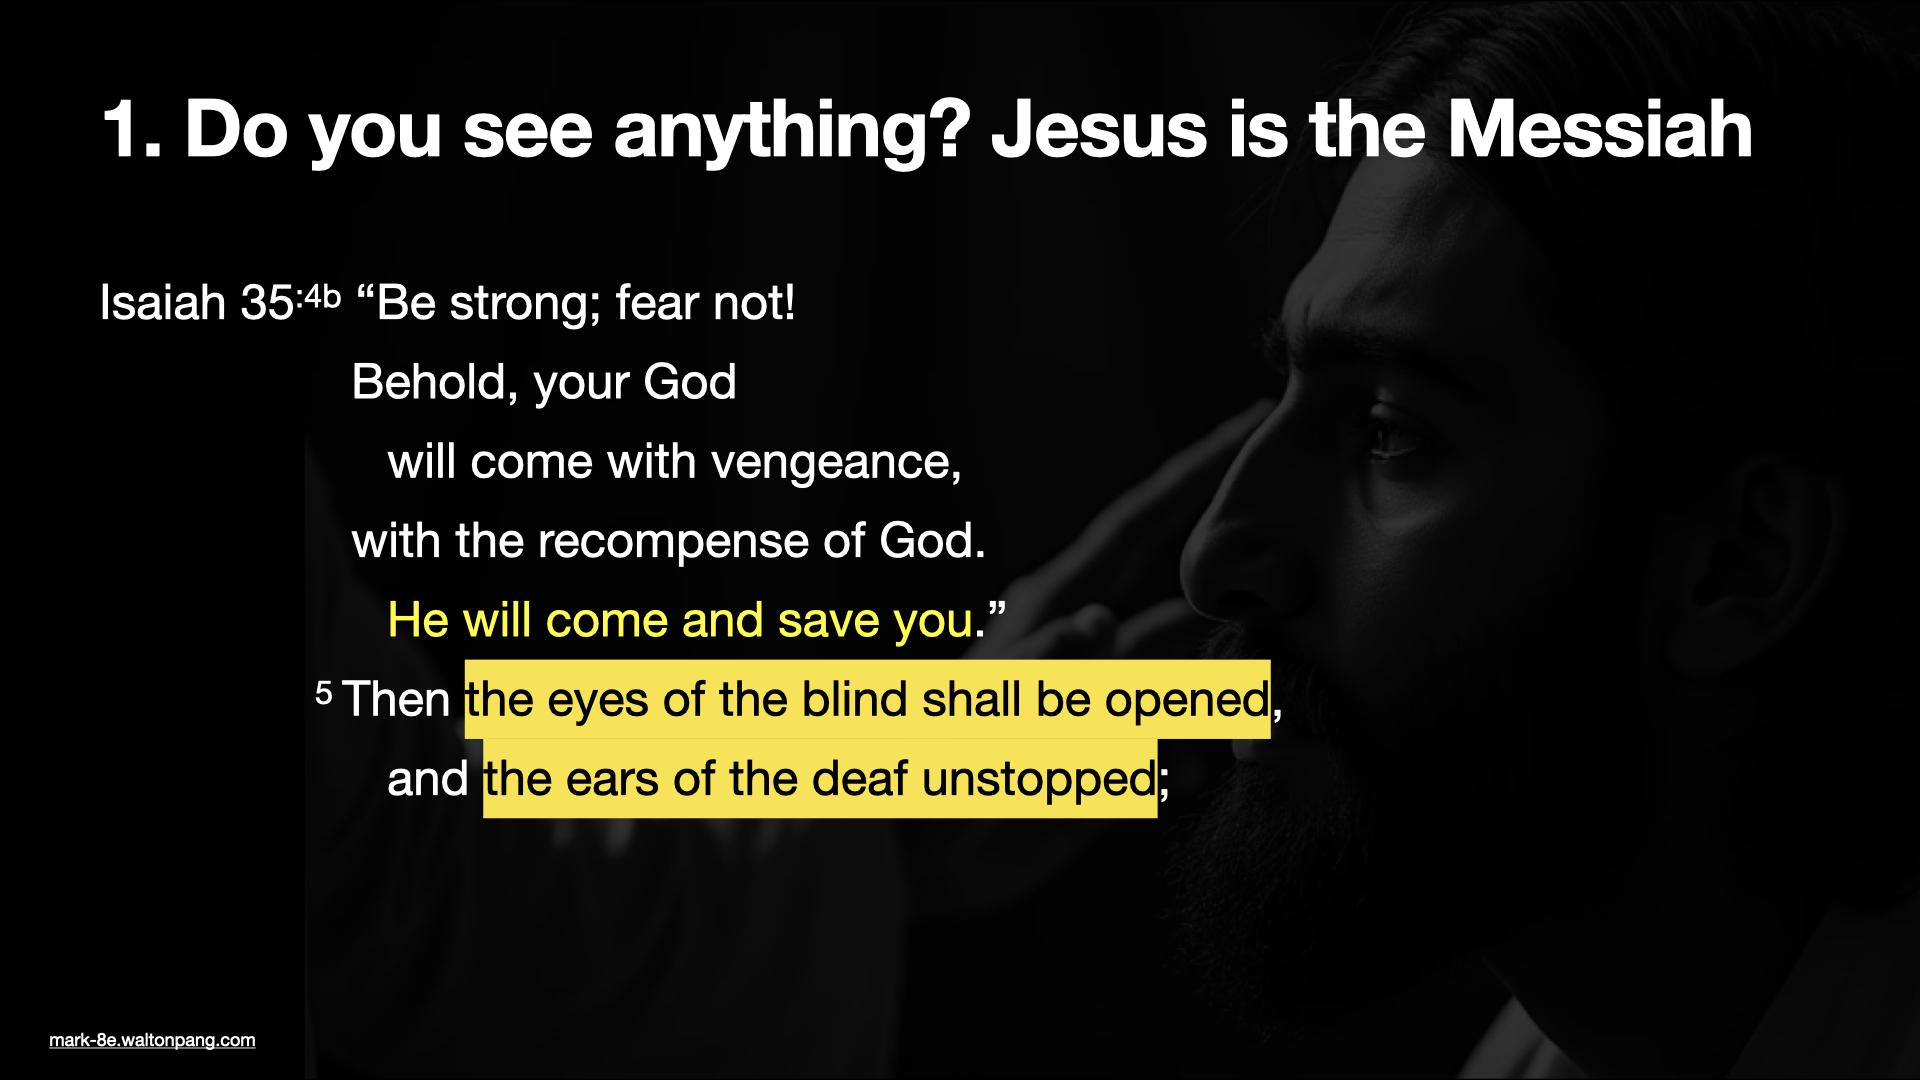 1. Do you see anything? Jesus is the Messiah
Isaiah 35:4b “Be strong; fear not!
Behold, your God
will come with vengeance,
with the recompense of God.
He will come and save you.”
5 Then the eyes of the blind shall be opened,
and the ears of the deaf unstopped;
mark-8e.waltonpang.com